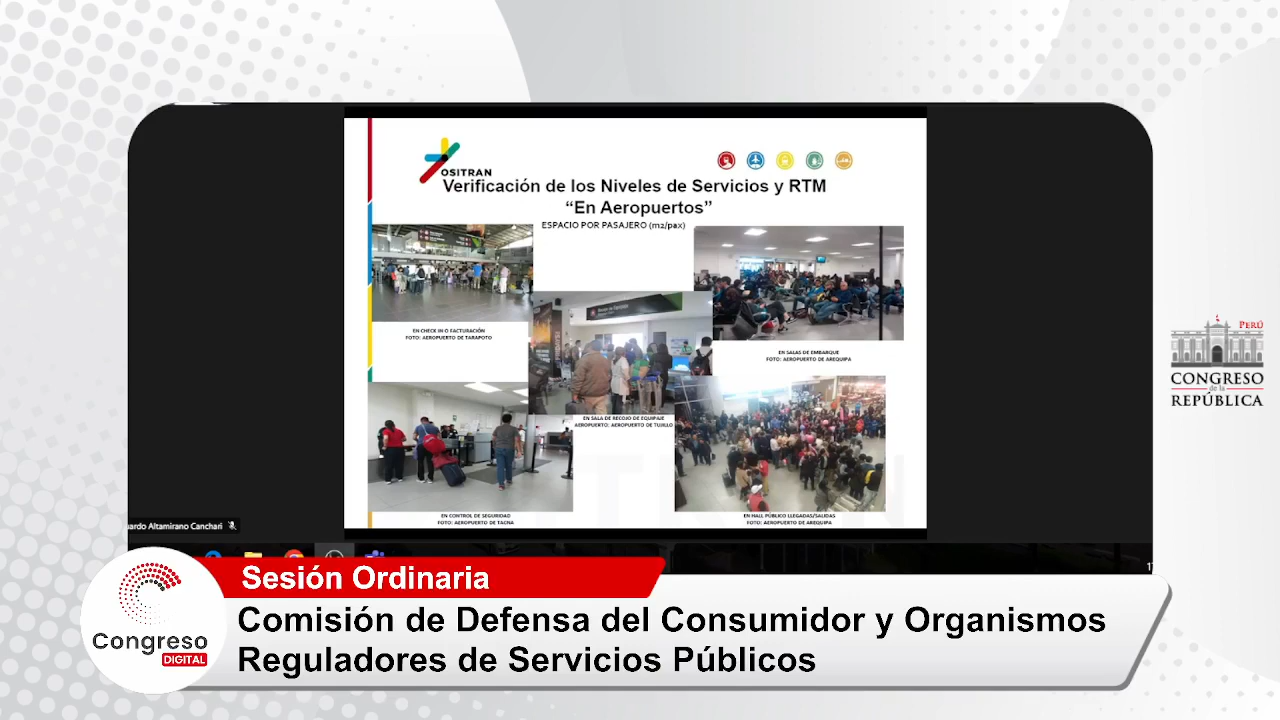 OSITRAN
Verificación de los Niveles de Servicios y RTM
“En Aeropuertos”
ESPACIO POR PASAJERO (m2/pax)
EN CHECK IN O FACTURACIÓN
FOTO: AEROPUERTO DE TARAPOTO
EN SALAS DE EMBARQUE
FOTO: AEROPUERTO DE AREQUIPA
EN SALA DE RECOJO DE EQUIPAJE
AEROPUERTO: AEROPUERTO DE TUJILLO
EN CONTROL DE SEGURIDAD
FOTO: AEROPUERTO DE TACNA
EN HALL PÚBLICO LLEGADAS/SALIDAS
FOTO: AEROPUERTO DE AREQUIPA
Altamirano Canchari
PERÚ
CONGRESO
de la
REPÚBLICA
Sesión Ordinaria
Comisión de Defensa del Consumidor y Organismos
Reguladores de Servicios Públicos
Congreso
DIGITAL